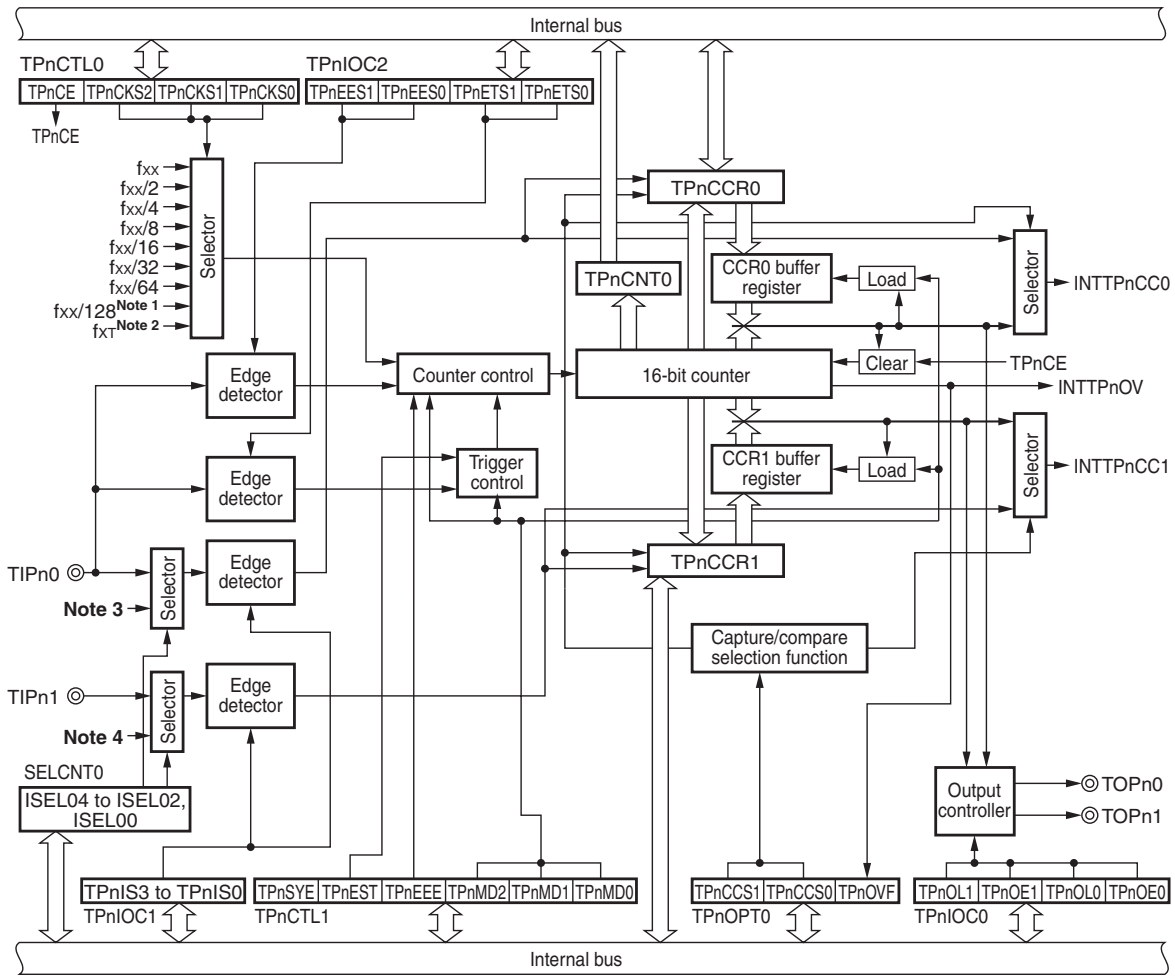 Internal bus
TPnCTL0
TPnCE TPnCKS2 TPnCKS1 TPnCKS0
TPnCE
TPnIOC2
TPnEES1 TPnEES0 TPnETS1 TPnETS0
fxx
fxx/2
fxx/4
fxx/8
fxx/16
fxx/32
fxx/64
fxx/128 Note 1
fXT Note 2
Selector
TPnCCR0
TPnCNT0
CCR0 buffer
register
Load
Selector
INTTPnCC0
Edge
detector
Counter control
16-bit counter
Clear
TPnCE
INTTPnOV
Edge
detector
Trigger
control
CCR1 buffer
register
Load
Selector
INTTPnCC1
TIPn0
Note 3
Selector
Edge
detector
TPnCCR1
Capture/compare
selection function
TIPn1
Note 4
Selector
Edge
detector
SELCNT0
ISEL04 to ISEL02,
ISEL00
Output
controller
TOPn0
TOPn1
TPnIS3 to TPnIS0
TPnIOC1
TPnSYE TPnEST TPnEEE TPnMD2 TPnMD1 TPnMD0
TPnCTL1
TPnCCS1 TPnCCS0 TPnOVF
TPnOPT0
TPnOL1 TPnOE1 TPnOL0 TPnOE0
TPnIOC0
Internal bus